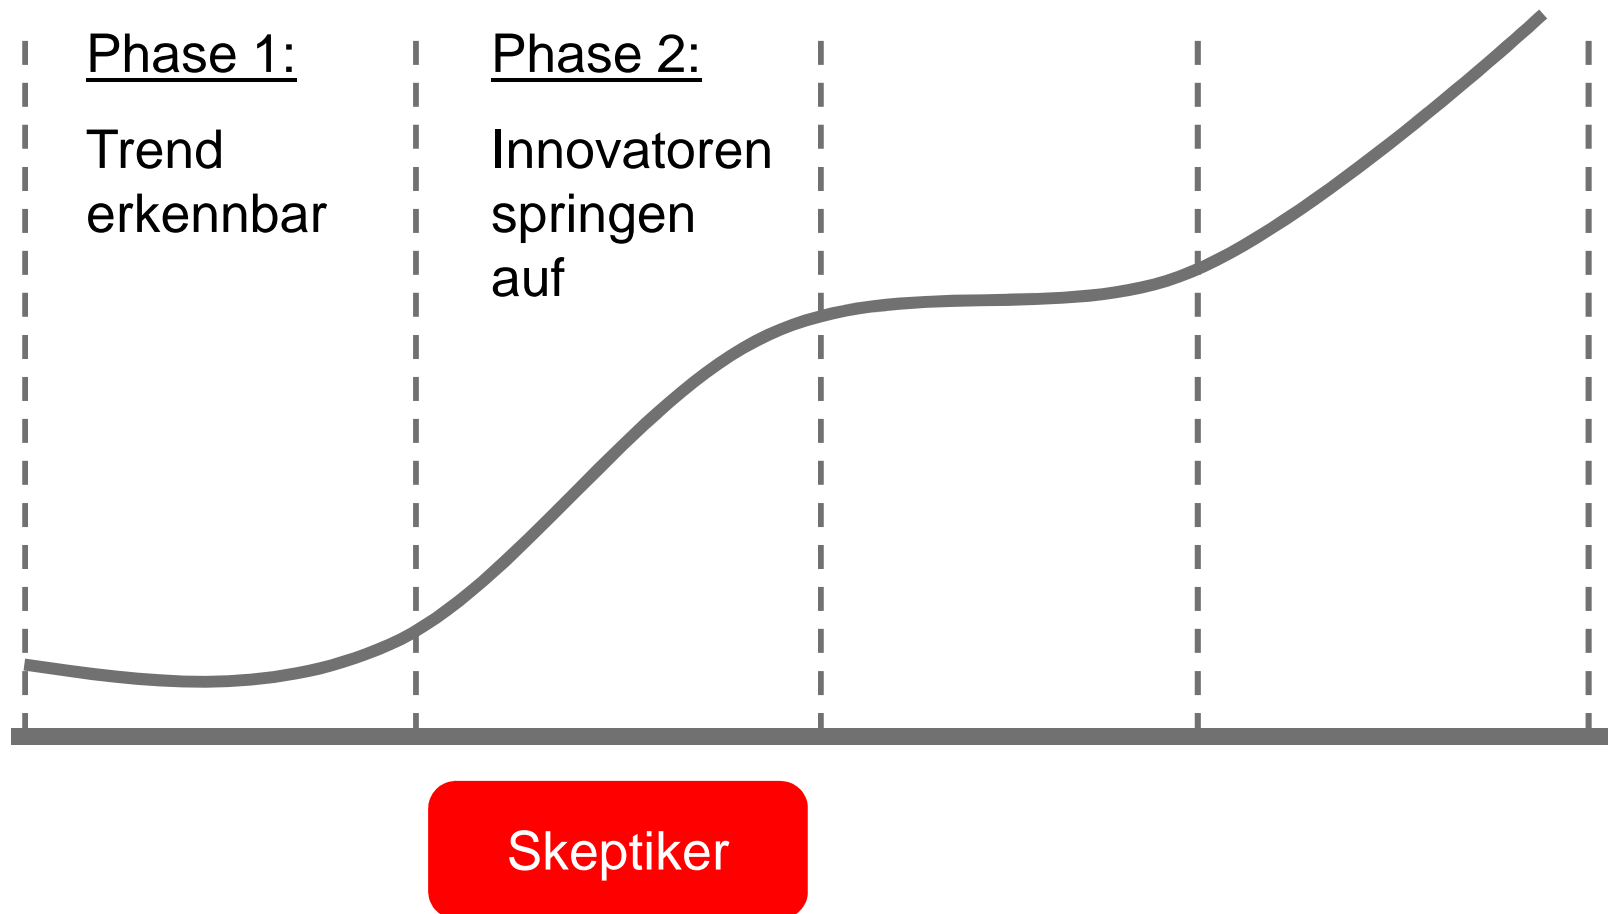 Phase 1:
Trend
erkennbar
Phase 2:
Innovatoren
springen
auf
Skeptiker